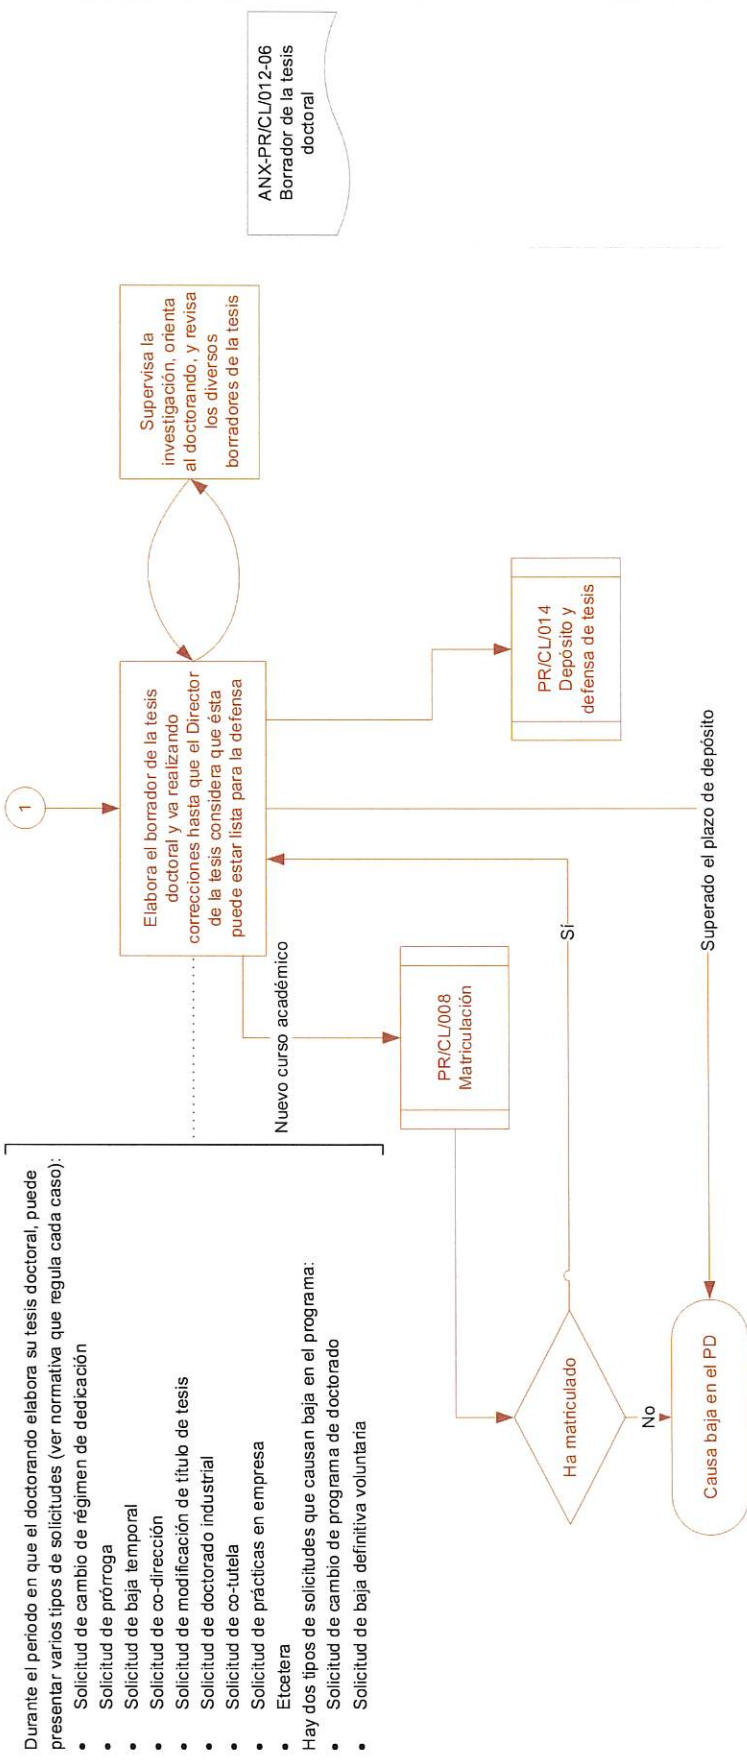 Durante el periodo en que el doctorando elabora su tesis doctoral, puede
presentar varios tipos de solicitudes (ver normativa que regula cada caso):
• Solicitud de cambio de régimen de dedicación
• Solicitud de prórroga
• Solicitud de baja temporal
• Solicitud de co-dirección
• Solicitud de modificación de título de tesis
• Solicitud de doctorado industrial
• Solicitud de co-tutela
• Solicitud de prácticas en empresa
• Etcetera
Hay dos tipos de solicitudes que causan baja en el programa:
• Solicitud de cambio de programa de doctorado
• Solicitud de baja definitiva voluntaria
1
Elabora el borrador de la tesis
doctoral y va realizando
correcciones hasta que el Director
de la tesis considera que ésta
puede estar lista para la defensa
Supervisa la
investigación, orienta
al doctorando, y revisa
los diversos
borradores de la tesis
ANX-PR/CL/012-06
Borrador de la tesis
doctoral
Nuevo curso académico
PR/CL/008
Matriculación
PR/CL/014
Depósito y
defensa de tesis
Ha matriculado
Sí
No
Superado el plazo de depósito
Causa baja en el PD